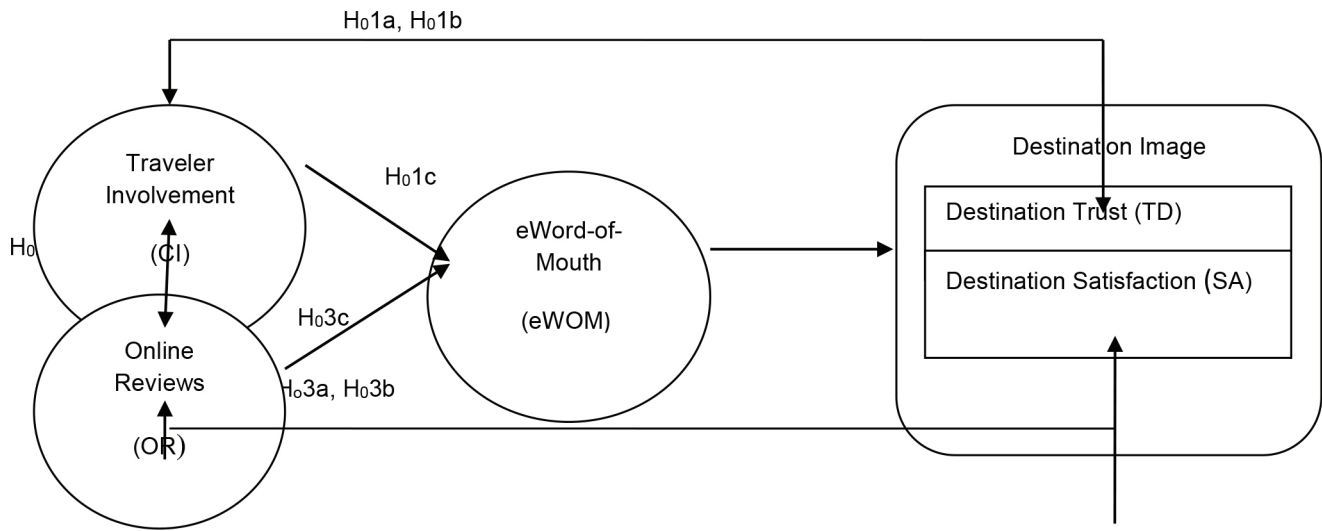 H₀1a, H₀1b
Traveler
Involvement
(CI)
H₀
H₀1c
eWord-of-
Mouth
(eWOM)
Destination Image
Destination Trust (TD)
Destination Satisfaction (SA)
H₀3c
Online
Reviews
(OR)
Hₒ3a, H₀3b